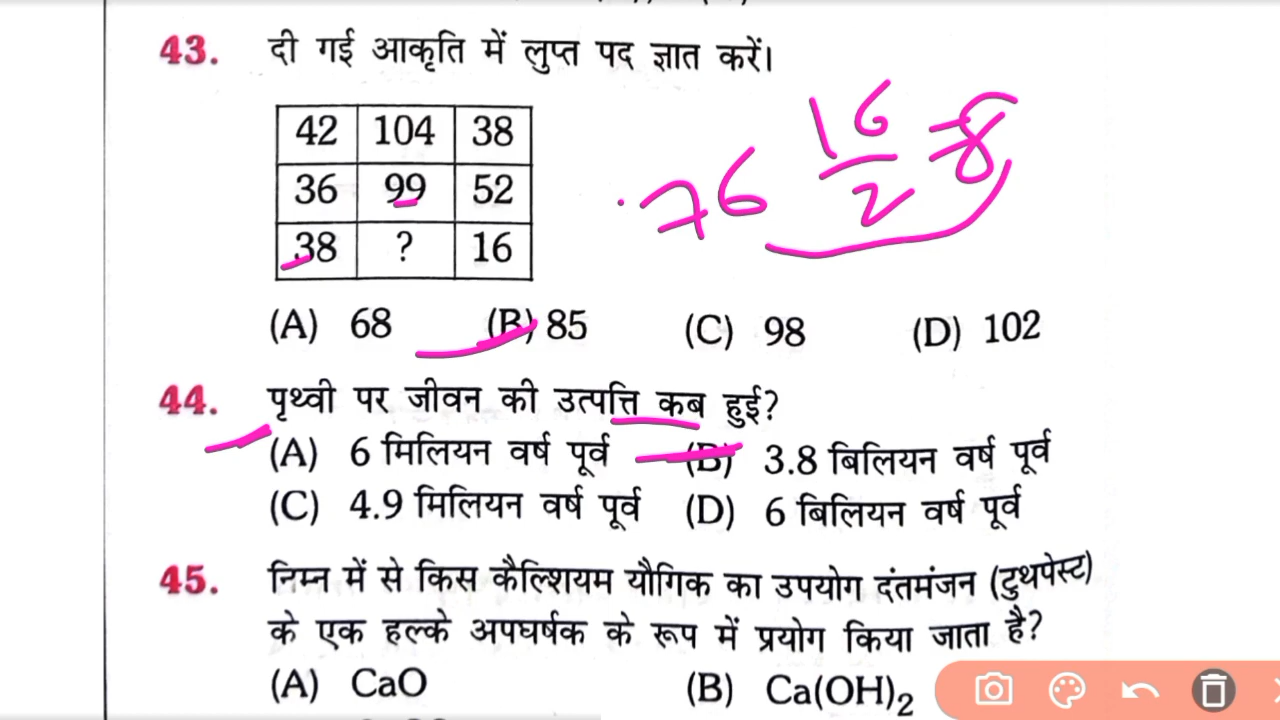 43. दी गई आकृति में लुप्त पद ज्ञात करें।
42 104 38
36 99 52
38 ? 16
16
2
=8
76
(A) 68 (B) 85 (C) 98 (D) 102
44. पृथ्वी पर जीवन की उत्पत्ति कब हुई?
(A) 6 मिलियन वर्ष पूर्व (B) 3.8 बिलियन वर्ष पूर्व
(C) 4.9 मिलियन वर्ष पूर्व (D) 6 बिलियन वर्ष पूर्व
45. निम्न में से किस कैल्शियम यौगिक का उपयोग दंतमंजन (टुथपेस्ट)
के एक हल्के अपघर्षक के रूप में प्रयोग किया जाता है?
(A) CaO (B) Ca(OH)₂